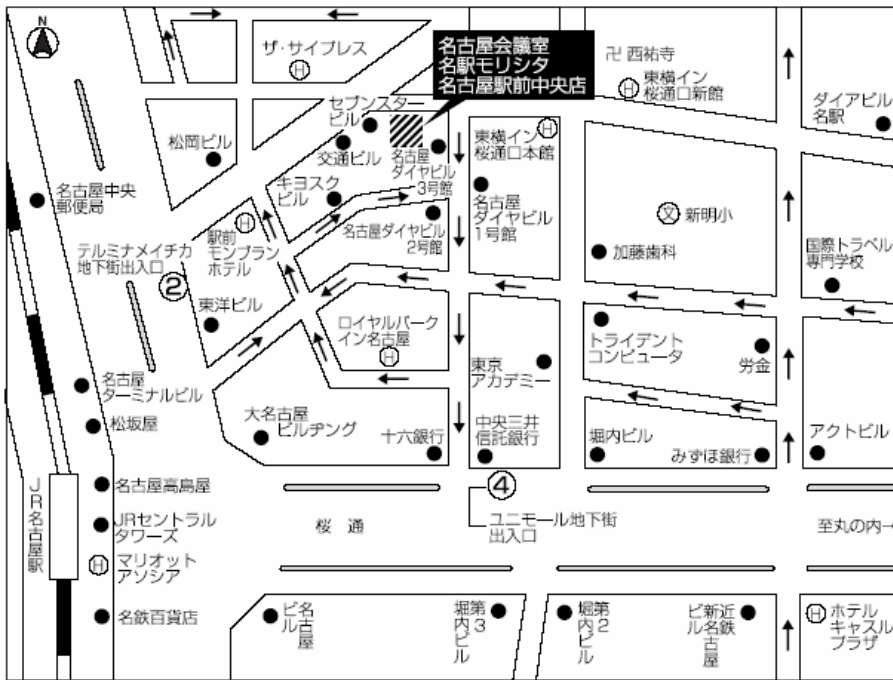 N
ザ・サイプレス
H
名古屋会議室
名駅モリシタ
名古屋駅前中央店
卍 西祐寺
H
東横イン
桜通口新館
ダイアビル
名駅
セブンスター
ビル
松岡ビル
交通ビル
名古屋
ダイヤビル
3号館
東横イン
桜通口本館
H
名古屋中央
郵便局
キヨスク
ビル
名古屋
ダイヤビル
1号館
文
新明小
H
駅前
モンブラン
ホテル
名古屋ダイヤビル
2号館
テルミナメイチカ
地下街出入口
②
加藤歯科
国際トラベル
専門学校
東洋ビル
ロイヤルパーク
イン名古屋
H
トライデント
コンピュータ
労金
東京
アカデミー
名古屋
ターミナルビル
松坂屋
大名古屋
ビルヂング
十六銀行
中央三井
信託銀行
堀内ビル
みずほ銀行
アクトビル
JR名古屋駅
名古屋高島屋
④
JRセントラル
タワーズ
桜 通
ユニモール地下街
出入口
至丸の内→
H
マリオット
アソシア
名鉄百貨店
名古屋
ビル
第3
堀内ビル
第2
堀内ビル
新近
名鉄
古屋
ビル
H
ホテル
キャスル
プラザ